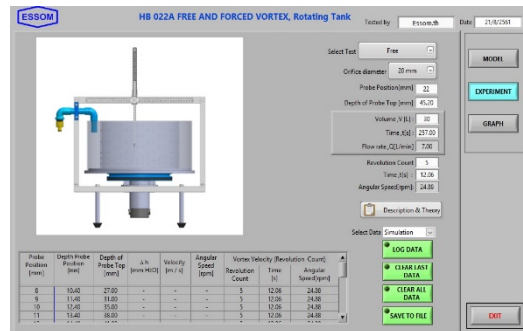 ESSOM
HB 022A FREE AND FORCED VORTEX, Rotating Tank
Tested by Essom.th
Date 21/8/2561
Select Test Free
Orifice diameter 20 mm
Probe Position(mm) 22
Depth of Probe Top [mm] 45.20
Volume ,V [L] : 30
Time ,t[s] : 257.00
Flow rate ,Q[L/min] 7.00
Revolution Count 5
Time ,t[s] : 12.06
Angular Speed[rpm]: 24.88
Description & Theory
Select Data Simulation
LOG DATA
CLEAR LAST DATA
CLEAR ALL DATA
SAVE TO FILE
MODEL
EXPERIMENT
GRAPH
EXIT
Probe Position [mm] Depth Probe Position [mm] Depth of Probe Top [mm] Δ h [mm H2O] Velocity [m / s] Angular Speed [rpm] Vortex Velocity (Revolution Count)
Revolution Count Time [s] Angular Speed[rpm]
8 10.40 27.00 - - - 5 12.06 24.88
9 11.40 31.00 - - - 5 12.06 24.88
10 12.40 35.00 - - - 5 12.06 24.88
11 13.40 38.00 - - - 5 12.06 24.88